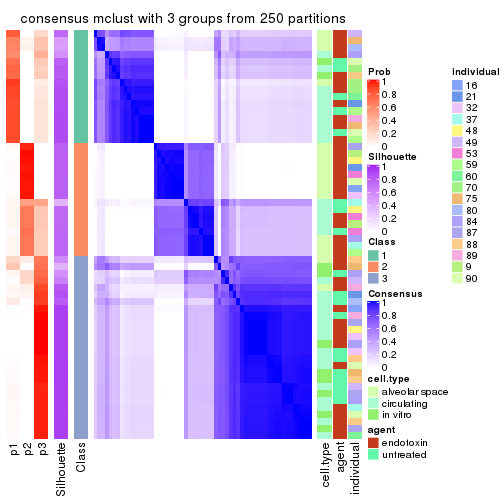 consensus mclust with 3 groups from 250 partitions
p1
p2
p3
Silhouette
Class
cell.type
agent
individual
Prob
1
0.8
0.6
0.4
0.2
0
Silhouette
1
0.8
0.6
0.4
0.2
0
Class
1
2
3
Consensus
1
0.8
0.6
0.4
0.2
0
cell.type
alveolar space
circulating
in vitro
agent
endotoxin
untreated
Individual
16
21
32
37
48
49
53
59
60
70
75
80
84
87
88
89
9
90